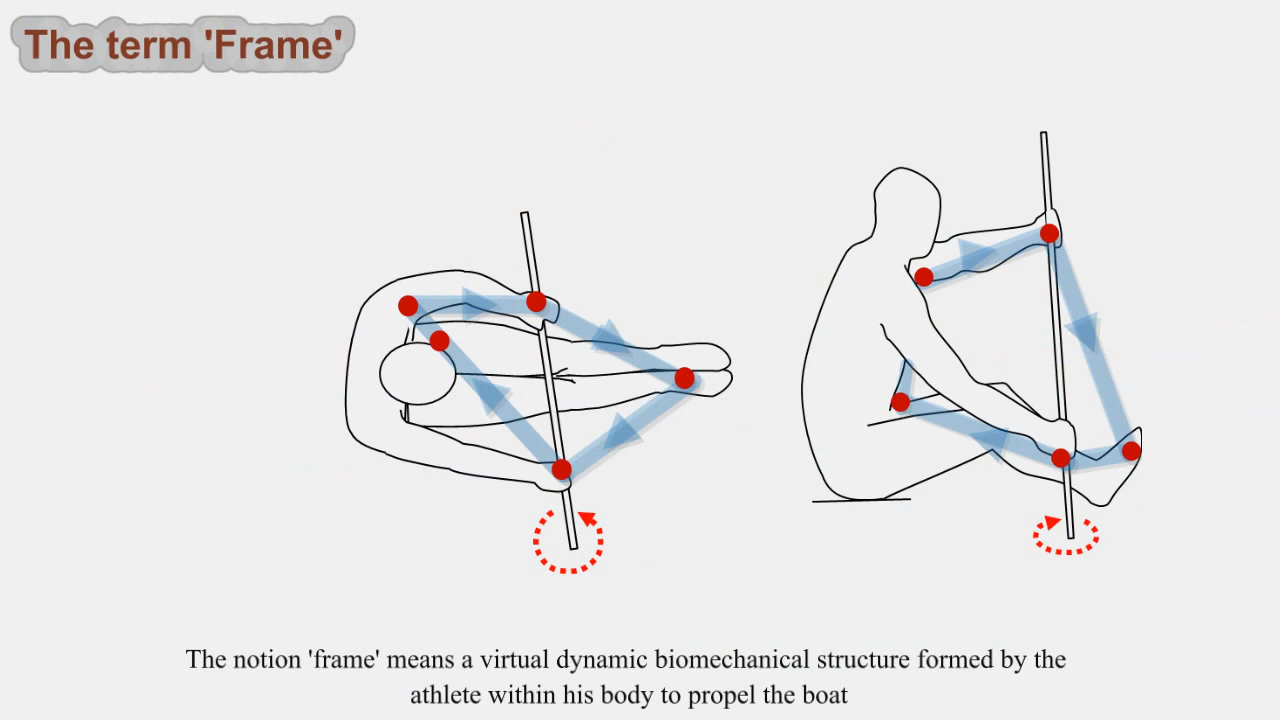 The term 'Frame'
The notion 'frame' means a virtual dynamic biomechanical structure formed by the
athlete within his body to propel the boat